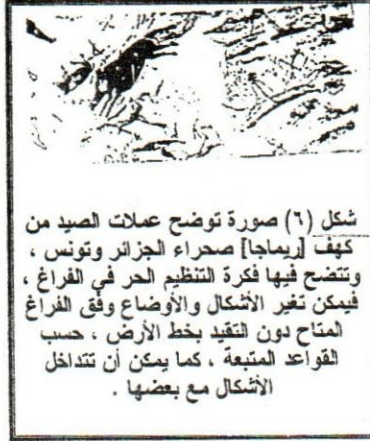 شكل (٦) صورة توضح عملات الصيد من
كهف [ريماجا] صحراء الجزائر وتونس ،
وتتضح فيها فكرة التنظيم الحر في الفراغ ،
فيمكن تغير الأشكال والأوضاع وفق الفراغ
المتاح دون التقيد بخط الأرض ، حسب
القواعد المتبعة ، كما يمكن أن تتداخل
الأشكال مع بعضها .